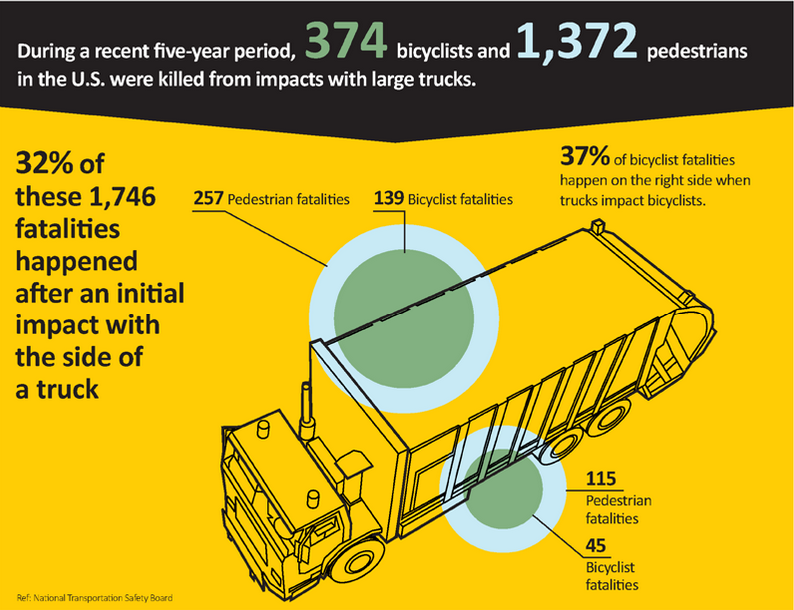 During a recent five-year period, 374 bicyclists and 1,372 pedestrians
in the U.S. were killed from impacts with large trucks.
32% of
these 1,746
fatalities
happened
after an initial
impact with
the side of
a truck
257 Pedestrian fatalities
139 Bicyclist fatalities
37% of bicyclist fatalities
happen on the right side when
trucks impact bicyclists.
115
Pedestrian
fatalities
45
Bicyclist
fatalities
Ref: National Transportation Safety Board